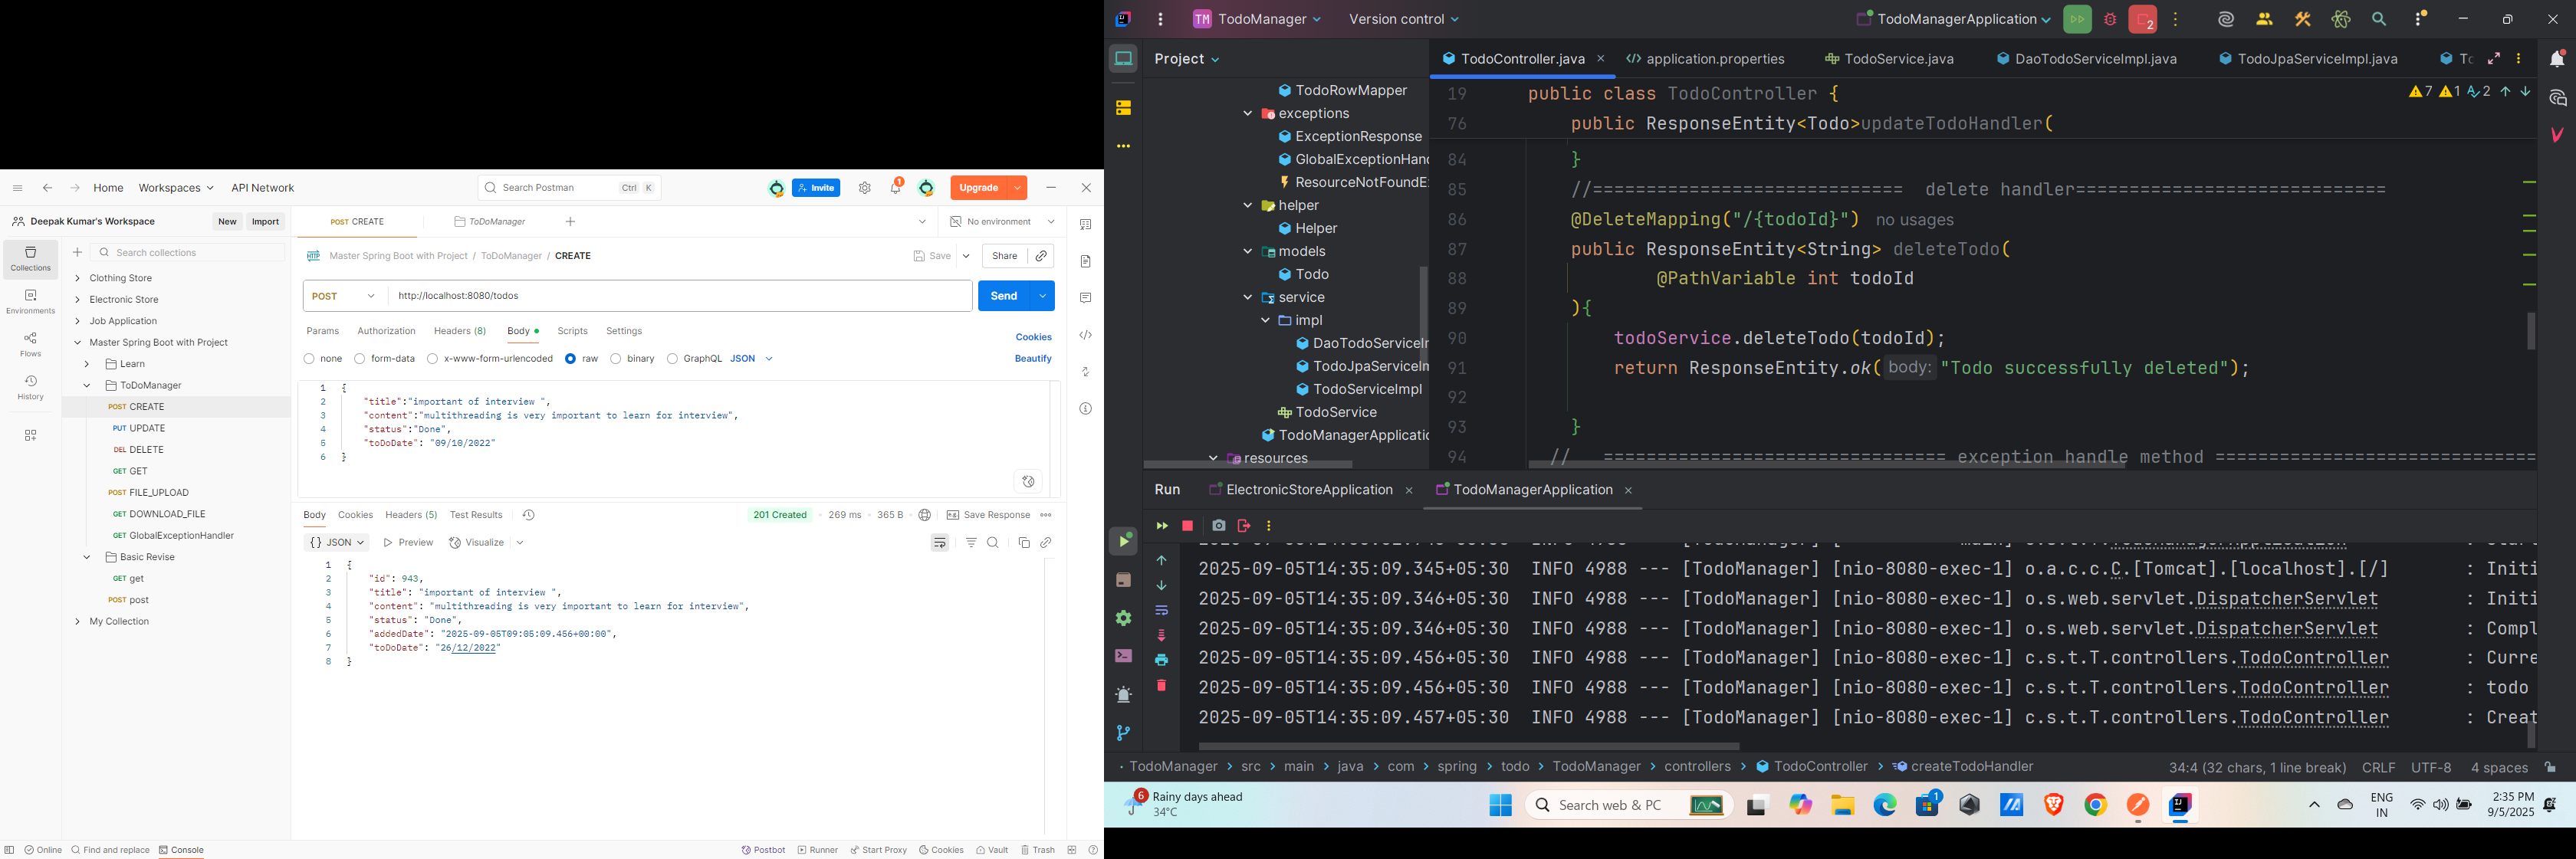 Home Workspaces API Network Search Postman Ctrl K Invite 1 Upgrade
Deepak Kumar's Workspace New Import
POST CREATE ToDoManager No environment
Collections
Environments
Flows
History
Search collections
Clothing Store
Electronic Store
Job Application
Master Spring Boot with Project
Learn
ToDoManager
POST CREATE
PUT UPDATE
DEL DELETE
GET GET
POST FILE_UPLOAD
GET DOWNLOAD_FILE
GET GlobalExceptionHandler
Basic Revise
GET get
POST post
My Collection
HTTP Master Spring Boot with Project / ToDoManager / CREATE Save Share
POST http://localhost:8080/todos Send
Params Authorization Headers (8) Body Scripts Settings Cookies
none form-data x-www-form-urlencoded raw binary GraphQL JSON Beautify
1 {
2 "title":"important of interview ",
3 "content":"multithreading is very important to learn for interview",
4 "status":"Done",
5 "toDoDate": "09/10/2022"
6 }
Body Cookies Headers (5) Test Results 201 Created 269 ms 365 B Save Response
{} JSON Preview Visualize
1 {
2 "id": 943,
3 "title": "important of interview ",
4 "content": "multithreading is very important to learn for interview",
5 "status": "Done",
6 "addedDate": "2025-09-05T09:05:09.456+00:00",
7 "toDoDate": "26/12/2022"
8 }
Online Find and replace Console Postbot Runner Start Proxy Cookies Vault Trash
TM TodoManager Version control TodoManagerApplication 2
Project
TodoController.java application.properties TodoService.java DaoTodoServiceImpl.java TodoJpaServiceImpl.java
TodoRowMapper
exceptions
ExceptionResponse
GlobalExceptionHand
ResourceNotFoundE
helper
Helper
models
Todo
service
impl
DaoTodoServiceIm
TodoJpaServiceIm
TodoServiceImpl
TodoService
TodoManagerApplicatio
resources
7 1 2
19 public class TodoController {
76 public ResponseEntity<Todo>updateTodoHandler(
84 }
85 //============================= delete handler=============================
86 @DeleteMapping("/{todoId}") no usages
87 public ResponseEntity<String> deleteTodo(
88 @PathVariable int todoId
89 ){
90 todoService.deleteTodo(todoId);
91 return ResponseEntity.ok( body: "Todo successfully deleted");
92
93 }
94 // ================================ exception handle method ==============================
Run ElectronicStoreApplication TodoManagerApplication
2025-09-05T14:35:09.345+05:30 INFO 4988 --- [TodoManager] [nio-8080-exec-1] o.a.c.c.C.[Tomcat].[localhost].[/] : Initi
2025-09-05T14:35:09.346+05:30 INFO 4988 --- [TodoManager] [nio-8080-exec-1] o.s.web.servlet.DispatcherServlet : Initi
2025-09-05T14:35:09.346+05:30 INFO 4988 --- [TodoManager] [nio-8080-exec-1] o.s.web.servlet.DispatcherServlet : Compl
2025-09-05T14:35:09.456+05:30 INFO 4988 --- [TodoManager] [nio-8080-exec-1] c.s.t.T.controllers.TodoController : Curre
2025-09-05T14:35:09.456+05:30 INFO 4988 --- [TodoManager] [nio-8080-exec-1] c.s.t.T.controllers.TodoController : todo
2025-09-05T14:35:09.457+05:30 INFO 4988 --- [TodoManager] [nio-8080-exec-1] c.s.t.T.controllers.TodoController : Creat
TodoManager > src > main > java > com > spring > todo > TodoManager > controllers > TodoController > createTodoHandler 34:4 (32 chars, 1 line break) CRLF UTF-8 4 spaces
6 Rainy days ahead
34°C
Search web & PC
1
ENG
IN
2:35 PM
9/5/2025